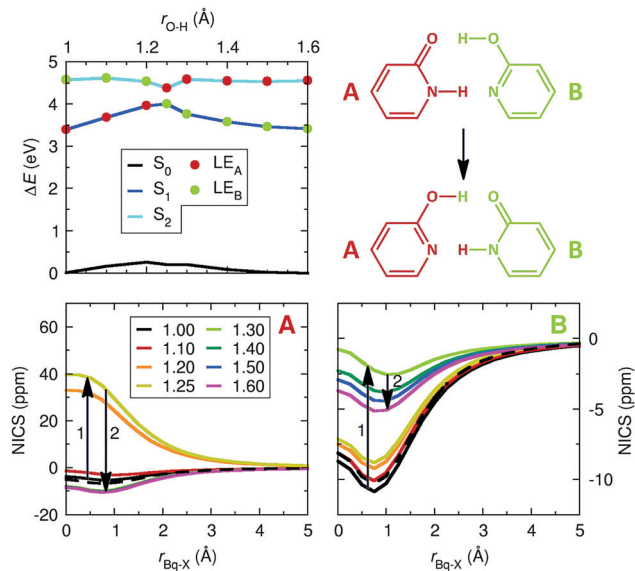 r_O-H (Å)
1 1.2 1.4 1.6
5
4
3
2
1
0
ΔE (eV)
S₀ LE_A
S₁ LE_B
S₂
O
A N H
H O
N B
O H
A N
O
H N B
A
60
40
20
0
-20
NICS (ppm)
1.00 1.30
1.10 1.40
1.20 1.50
1.25 1.60
1 2
0 1 2 3 4 5
r_Bq-X (Å)
B
0
-5
-10
NICS (ppm)
1 2
0 1 2 3 4 5
r_Bq-X (Å)